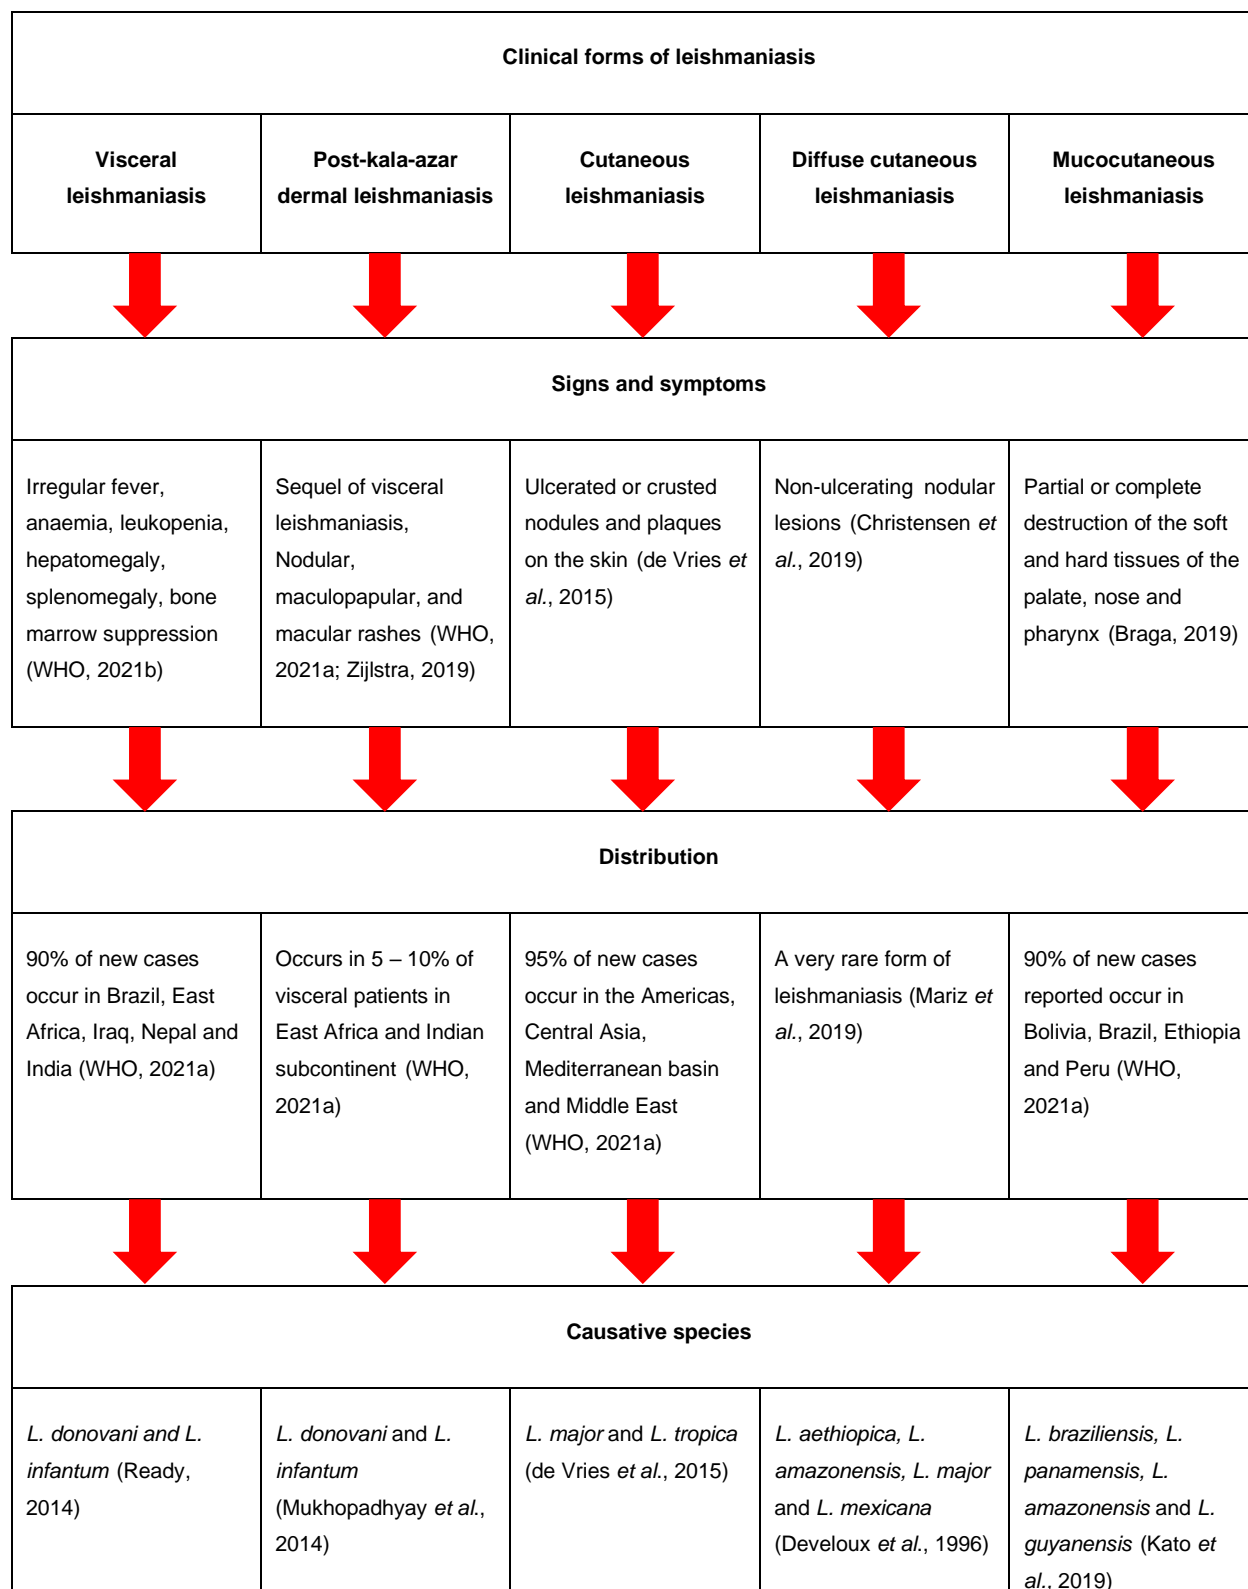 Clinical forms of leishmaniasis
Visceral
leishmaniasis
Post-kala-azar
dermal leishmaniasis
Cutaneous
leishmaniasis
Diffuse cutaneous
leishmaniasis
Mucocutaneous
leishmaniasis
Signs and symptoms
Irregular fever,
anaemia, leukopenia,
hepatomegaly,
splenomegaly, bone
marrow suppression
(WHO, 2021b)
Sequel of visceral
leishmaniasis,
Nodular,
maculopapular, and
macular rashes (WHO,
2021a; Zijlstra, 2019)
Ulcerated or crusted
nodules and plaques
on the skin (de Vries et
al., 2015)
Non-ulcerating nodular
lesions (Christensen et
al., 2019)
Partial or complete
destruction of the soft
and hard tissues of the
palate, nose and
pharynx (Braga, 2019)
Distribution
90% of new cases
occur in Brazil, East
Africa, Iraq, Nepal and
India (WHO, 2021a)
Occurs in 5 – 10% of
visceral patients in
East Africa and Indian
subcontinent (WHO,
2021a)
95% of new cases
occur in the Americas,
Central Asia,
Mediterranean basin
and Middle East
(WHO, 2021a)
A very rare form of
leishmaniasis (Mariz et
al., 2019)
90% of new cases
reported occur in
Bolivia, Brazil, Ethiopia
and Peru (WHO,
2021a)
Causative species
L. donovani and L.
infantum (Ready,
2014)
L. donovani and L.
infantum
(Mukhopadhyay et al.,
2014)
L. major and L. tropica
(de Vries et al., 2015)
L. aethiopica, L.
amazonensis, L. major
and L. mexicana
(Develoux et al., 1996)
L. braziliensis, L.
panamensis, L.
amazonensis and L.
guyanensis (Kato et
al., 2019)